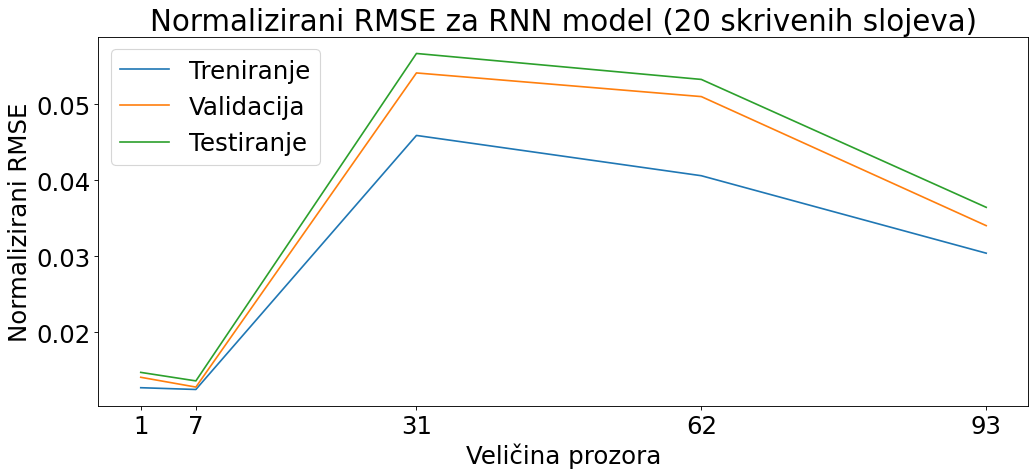 Normalizirani RMSE za RNN model (20 skrivenih slojeva)
Treniranje
Validacija
Testiranje
Normalizirani RMSE
0.05
0.04
0.03
0.02
1 7 31 62 93
Veličina prozora